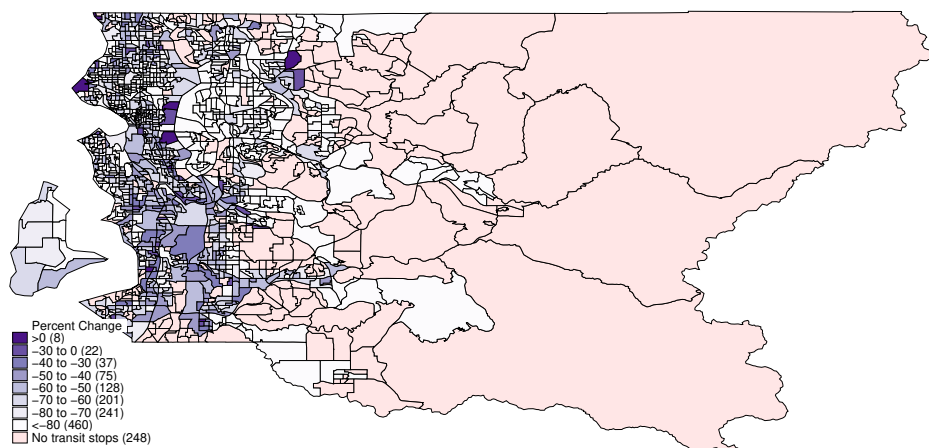 Percent Change
>0 (8)
−30 to 0 (22)
−40 to −30 (37)
−50 to −40 (75)
−60 to −50 (128)
−70 to −60 (201)
−80 to −70 (241)
<−80 (460)
No transit stops (248)